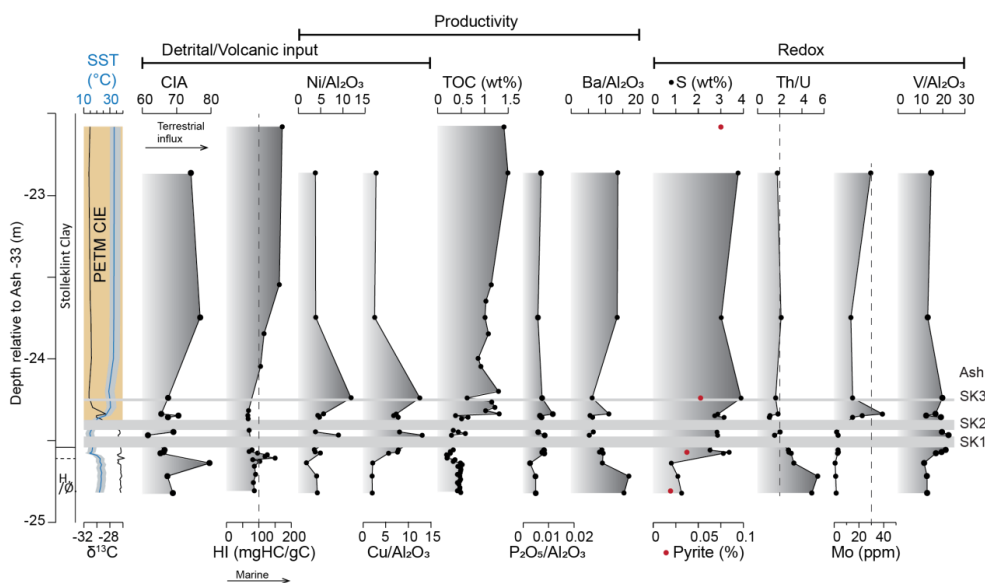 Productivity
Detrital/Volcanic input
Redox
SST
(°C)
CIA
Ni/Al₂O₃
TOC (wt%)
Ba/Al₂O₃
S (wt%)
Th/U
V/Al₂O₃
10 30
60 70 80
0 5 10 15
0 0.5 1 1.5
0 10 20
0 1 2 3 4
0 2 4 6
0 10 20 30
Terrestrial
influx
Depth relative to Ash -33 (m)
-23
-24
-25
Stolleklint Clay
PETM CIE
H.
/Ø.
Ash
SK3
SK2
SK1
-32 -28
0 100 200
0 5 10 15
0 0.01 0.02
0 0.05 0.1
0 20 40
δ¹³C
HI (mgHC/gC)
Cu/Al₂O₃
P₂O₅/Al₂O₃
Pyrite (%)
Mo (ppm)
Marine